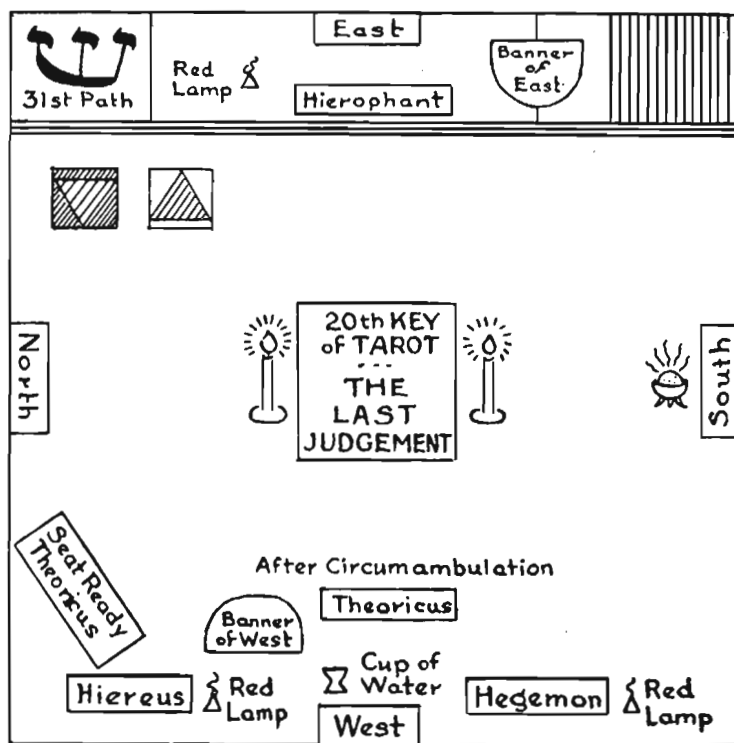 East
ש
31st Path
Red
Lamp
Hierophant
Banner
of
East
North
20th KEY
of TAROT
---
THE
LAST
JUDGEMENT
South
Seat Ready
Theoricus
After Circumambulation
Theoricus
Banner
of West
Hiereus
Red
Lamp
Cup of
Water
West
Hegemon
Red
Lamp